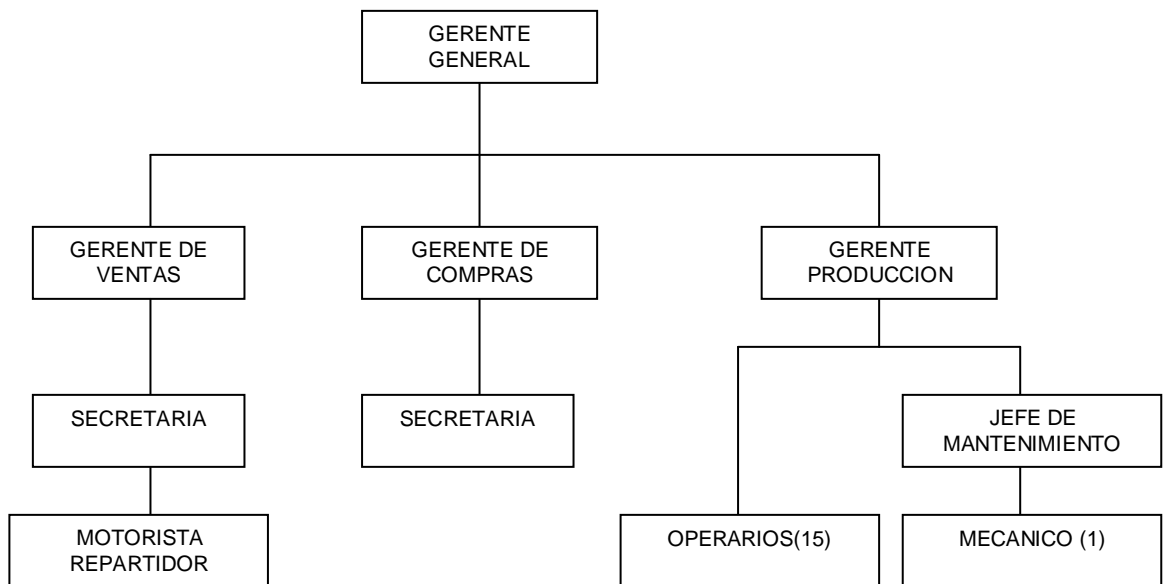 GERENTE
GENERAL
GERENTE DE
VENTAS
GERENTE DE
COMPRAS
GERENTE
PRODUCCION
SECRETARIA
SECRETARIA
JEFE DE
MANTENIMIENTO
MOTORISTA
REPARTIDOR
OPERARIOS(15)
MECANICO (1)